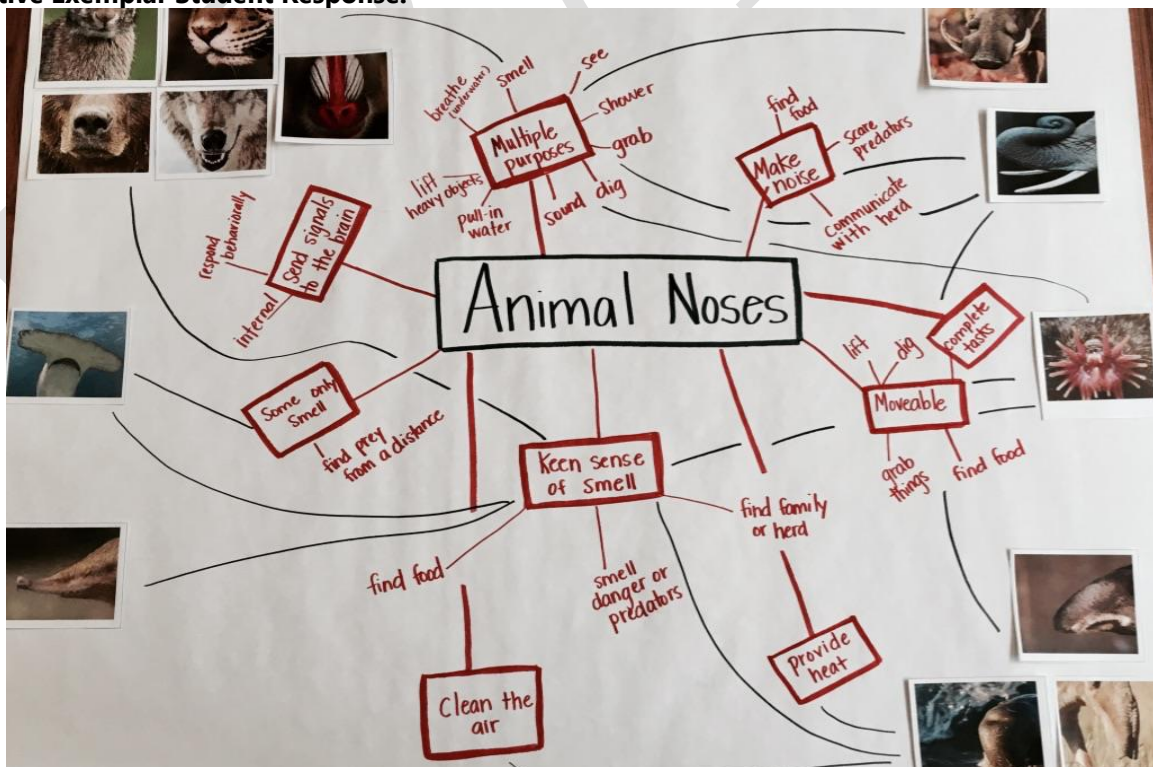 tive Exemplar Student Response:
breathe
(underwater)
smell
see
shower
grab
dig
sound
pull-in
water
lift
heavy objects
Multiple
purposes
find
food
scare
predators
communicate
with herd
Make
noise
Send signals
to the brain
respond
behaviorally
internal
Animal Noses
complete
tasks
lift
dig
Moveable
grab
things
find food
Some only
smell
find prey
from a distance
Keen sense
of smell
find family
or herd
find food
smell
danger or
predators
Provide
heat
Clean the
air